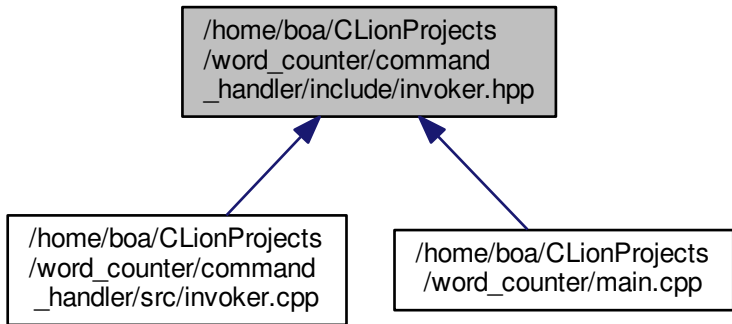 /home/boa/CLionProjects
/word_counter/command
_handler/include/invoker.hpp
/home/boa/CLionProjects
/word_counter/command
_handler/src/invoker.cpp
/home/boa/CLionProjects
/word_counter/main.cpp